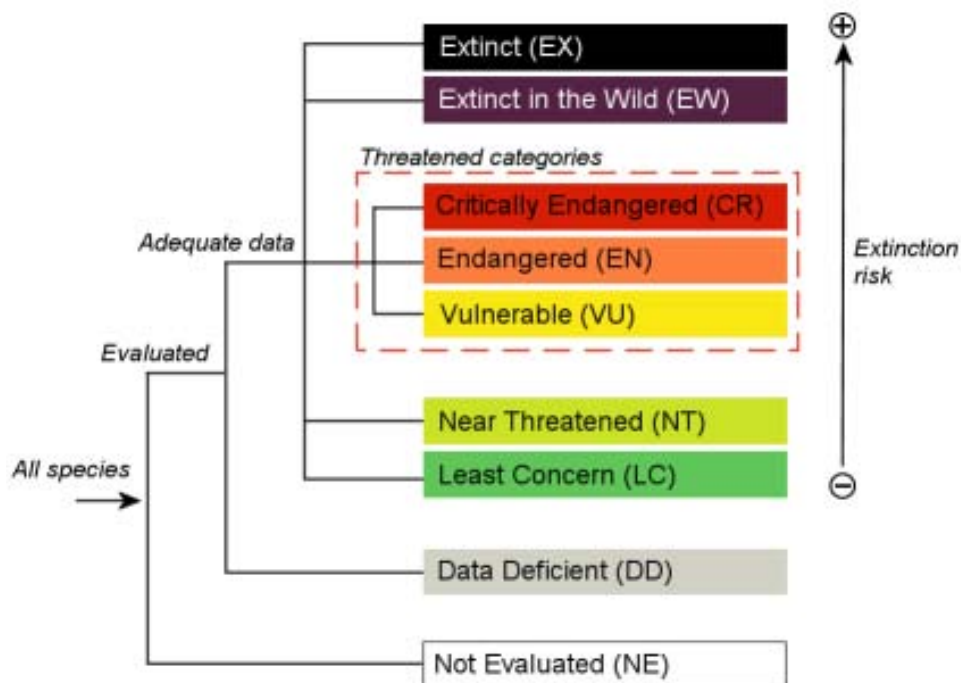 Extinct (EX)
Extinct in the Wild (EW)
Threatened categories
Critically Endangered (CR)
Adequate data
Endangered (EN)
Extinction
risk
Vulnerable (VU)
Evaluated
Near Threatened (NT)
All species
Least Concern (LC)
Data Deficient (DD)
Not Evaluated (NE)